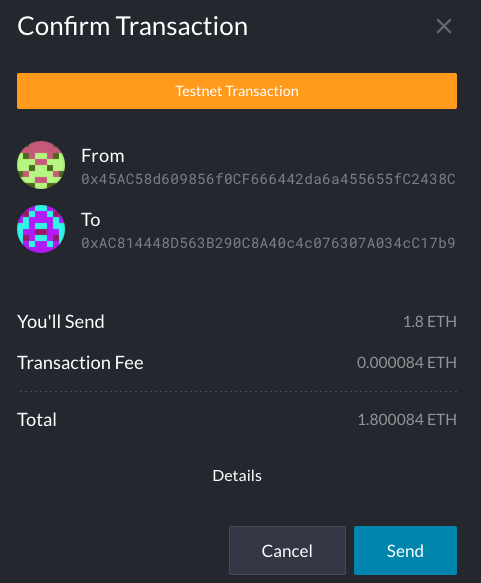 Confirm Transaction
Testnet Transaction
From
0x45AC58d609856f0CF666442da6a455655fC2438C
To
0xAC814448D563B290C8A40c4c076307A034cC17b9
You'll Send 1.8 ETH
Transaction Fee 0.000084 ETH
Total 1.800084 ETH
Details
Cancel Send